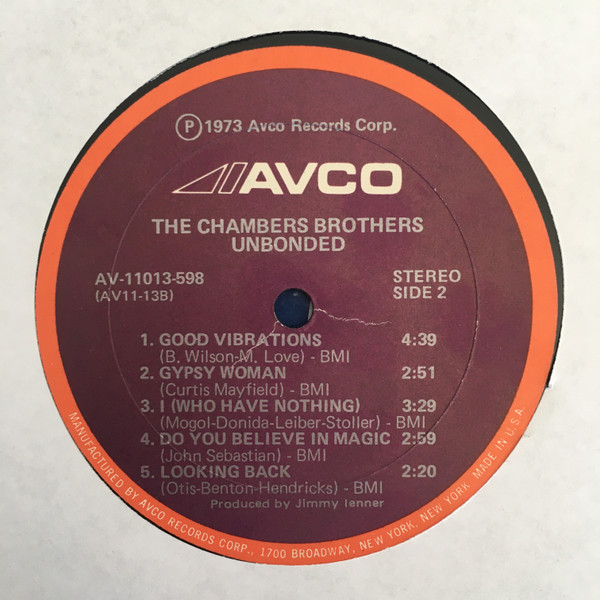 Ⓟ 1973 Avco Records Corp.
AVCO
THE CHAMBERS BROTHERS
UNBONDED
AV-11013-598
(AV11-13B)
STEREO
SIDE 2
1. GOOD VIBRATIONS 4:39
(B. Wilson-M. Love) - BMI
2. GYPSY WOMAN 2:51
(Curtis Mayfield) - BMI
3. I (WHO HAVE NOTHING) 3:29
(Mogol-Donida-Leiber-Stoller) - BMI
4. DO YOU BELIEVE IN MAGIC 2:59
(John Sebastian) - BMI
5. LOOKING BACK 2:20
(Otis-Benton-Hendricks) - BMI
Produced by Jimmy Ienner
MANUFACTURED BY AVCO RECORDS CORP., 1700 BROADWAY, NEW YORK, NEW YORK MADE IN U.S.A.